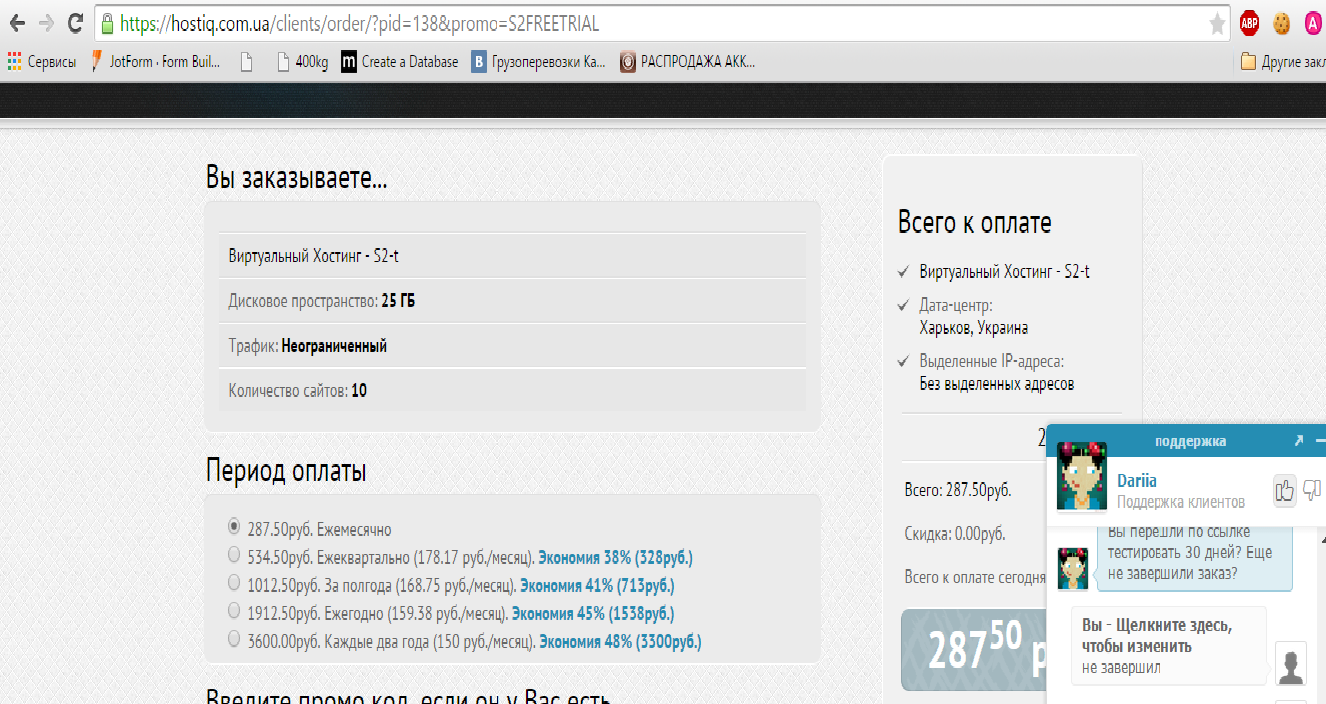 https://hostiq.com.ua/clients/order/?pid=138&promo=S2FREETRIAL
ABP
A
Сервисы
JotForm · Form Buil...
400kg
m
Create a Database
B
Грузоперевозки Ка...
РАСПРОДАЖА АКК...
Другие закл
Вы заказываете...
Виртуальный Хостинг - S2-t
Дисковое пространство: 25 ГБ
Трафик: Неограниченный
Количество сайтов: 10
Период оплаты
287.50руб. Ежемесячно
534.50руб. Ежеквартально (178.17 руб./месяц). Экономия 38% (328руб.)
1012.50руб. За полгода (168.75 руб./месяц). Экономия 41% (713руб.)
1912.50руб. Ежегодно (159.38 руб./месяц). Экономия 45% (1538руб.)
3600.00руб. Каждые два года (150 руб./месяц). Экономия 48% (3300руб.)
Введите промо код, если он у Вас есть
Всего к оплате
Виртуальный Хостинг - S2-t
Дата-центр:
Харьков, Украина
Выделенные IP-адреса:
Без выделенных адресов
2
Всего: 287.50руб.
Скидка: 0.00руб.
Всего к оплате сегодня
287 50 р
поддержка
Dariia
Поддержка клиентов
Вы перешли по ссылке
тестировать 30 дней? Еще
не завершили заказ?
Вы - Щелкните здесь,
чтобы изменить
не завершил